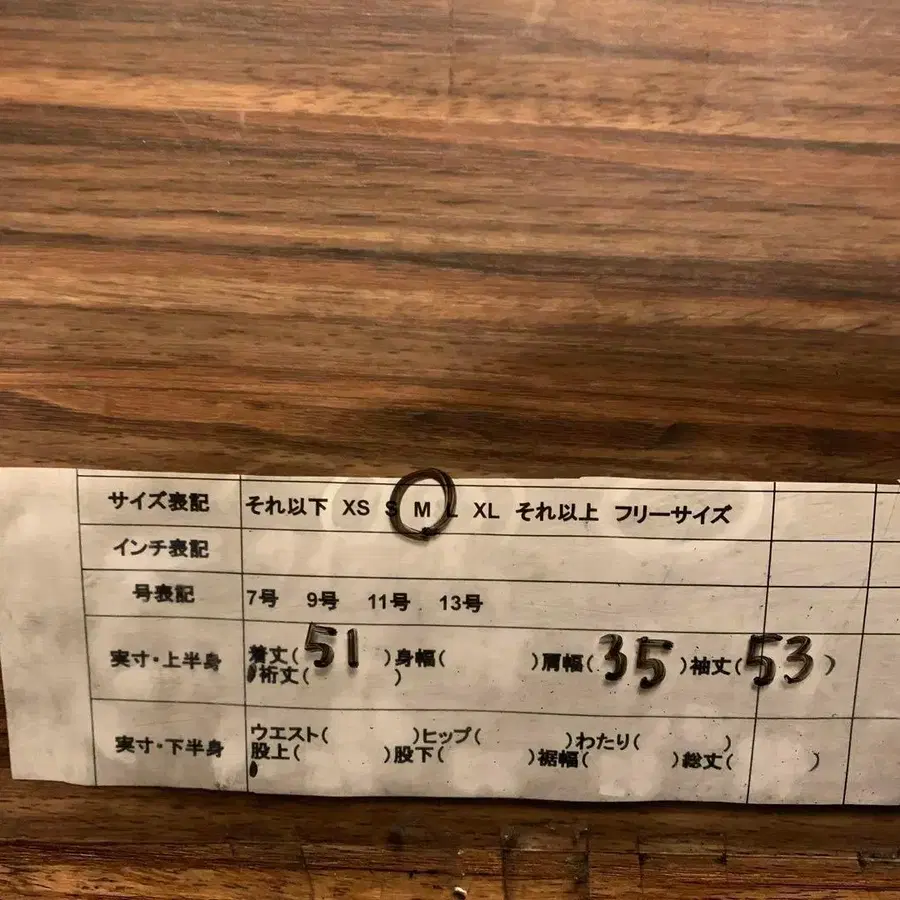 サイズ表記 それ以下 XS S M L XL それ以上 フリーサイズ
インチ表記
号表記 7号 9号 11号 13号
実寸・上半身 着丈(51)身幅( )肩幅(35)袖丈(53)
裄丈( )
実寸・下半身 ウエスト( )ヒップ( )わたり( )
股上( )股下( )裾幅( )総丈( )